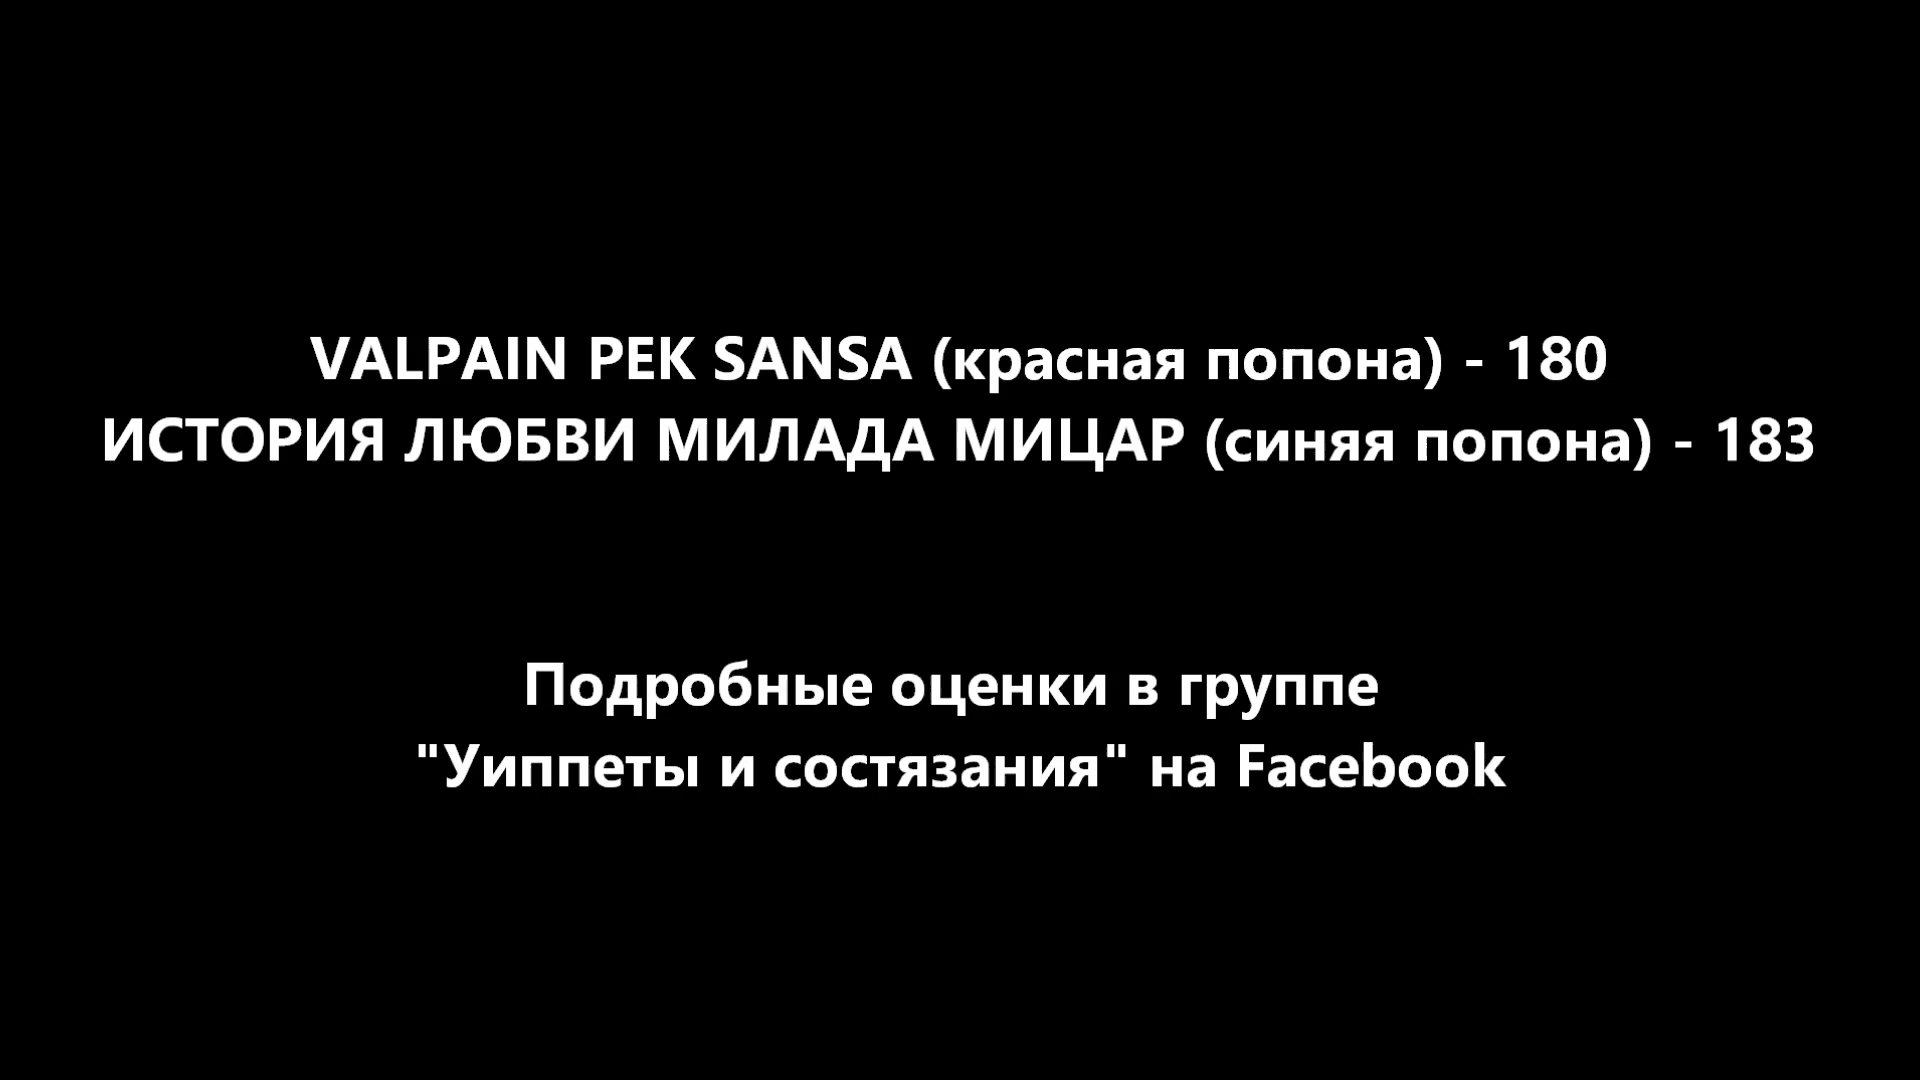 VALPAIN PEK SANSA (красная попона) - 180
ИСТОРИЯ ЛЮБВИ МИЛАДА МИЦАР (синяя попона) - 183
Подробные оценки в группе
"Уиппеты и состязания" на Facebook